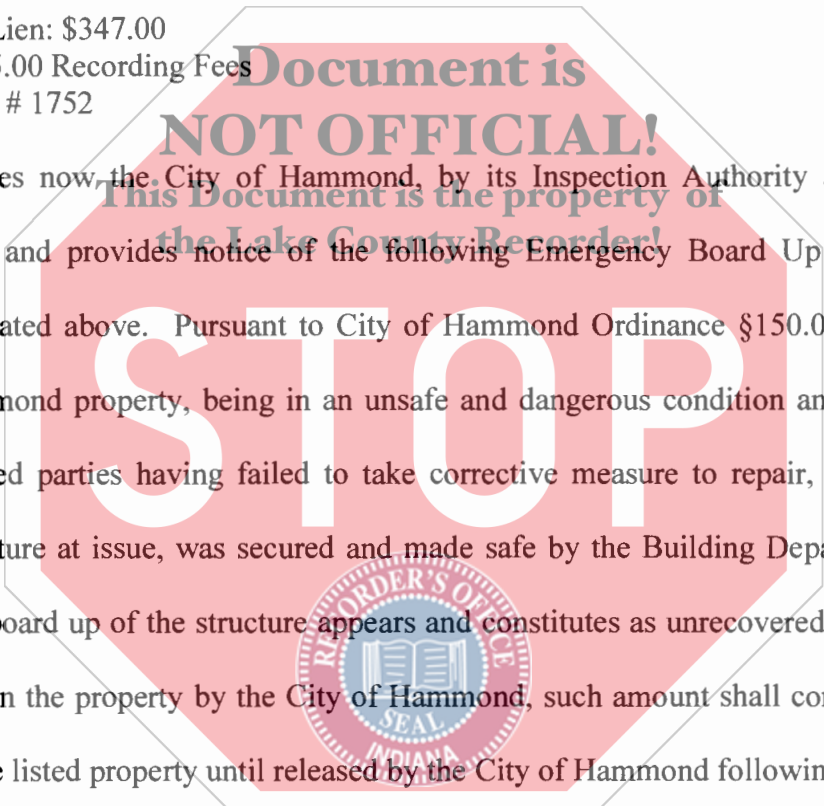 Lien: $347.00
5.00 Recording Fees
# 1752
Document is
NOT OFFICIAL!
This Document is the property of
the Lake County Recorder!
es now, the City of Hammond, by its Inspection Authority
and provides notice of the following Emergency Board Up
ated above. Pursuant to City of Hammond Ordinance §150.0
mond property, being in an unsafe and dangerous condition an
ed parties having failed to take corrective measure to repair,
ture at issue, was secured and made safe by the Building Depa
oard up of the structure appears and constitutes as unrecovered
n the property by the City of Hammond, such amount shall con
e listed property until released by the City of Hammond followin
STOP
RECORDER'S OFFICE
SEAL
INDIANA